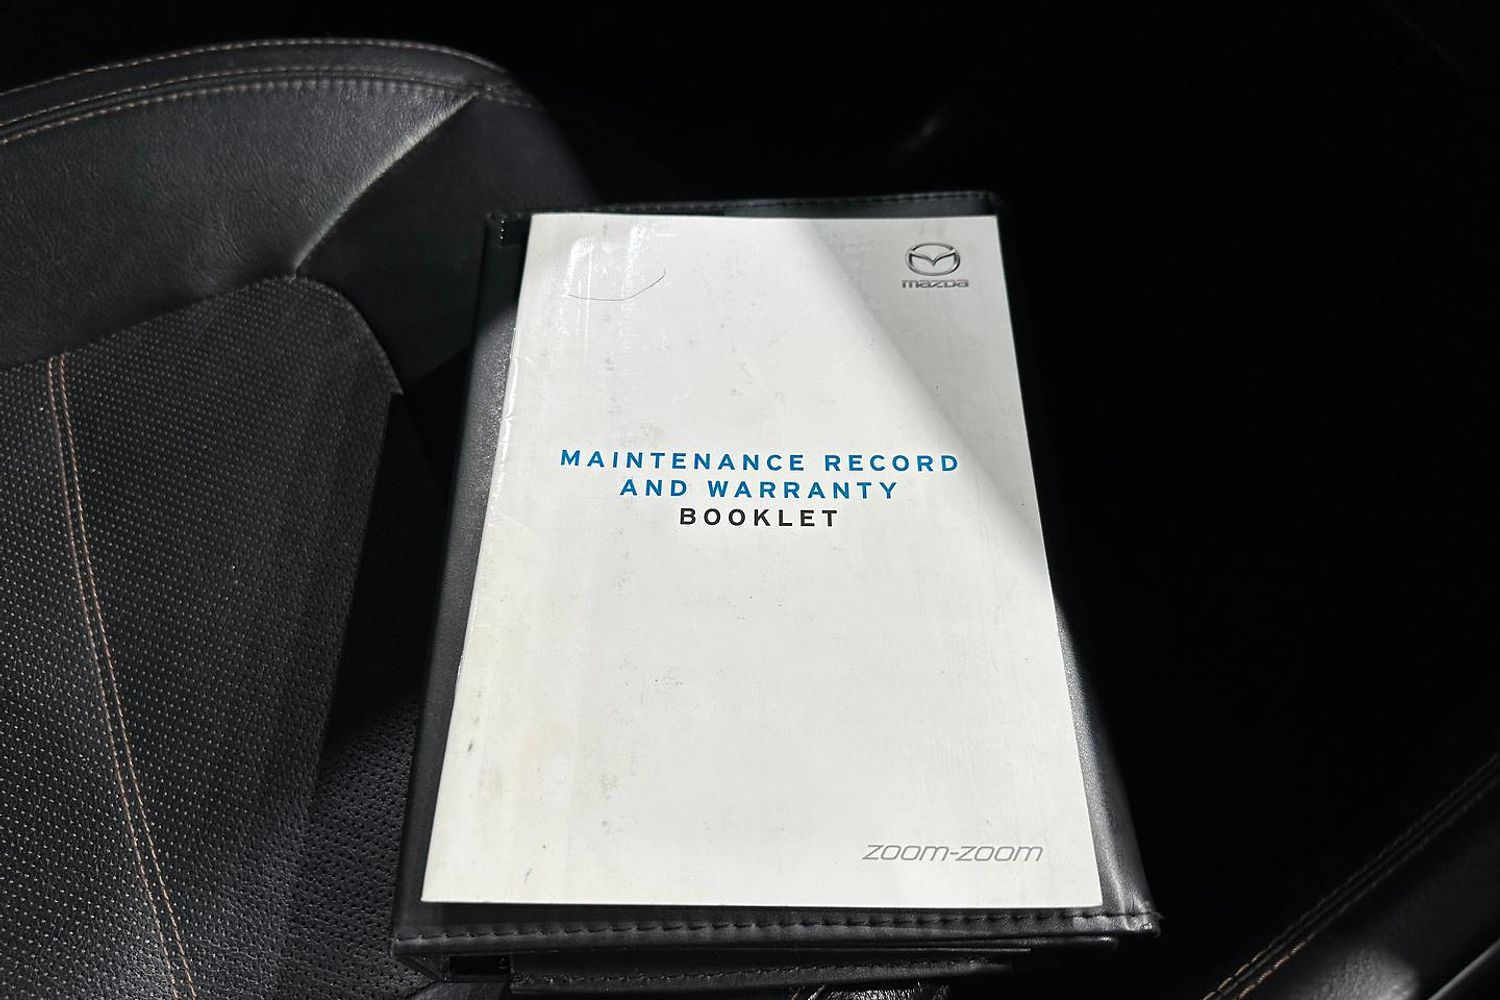 mazda
MAINTENANCE RECORD
AND WARRANTY
BOOKLET
zoom-zoom